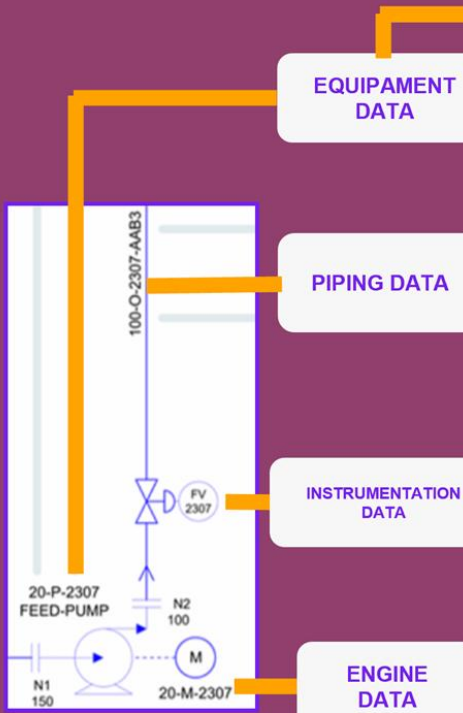 EQUIPAMENT
DATA
100-O-2307-AAB3
PIPING DATA
FV
2307
INSTRUMENTATION
DATA
20-P-2307
FEED-PUMP
N2
100
M
N1
150
20-M-2307
ENGINE
DATA